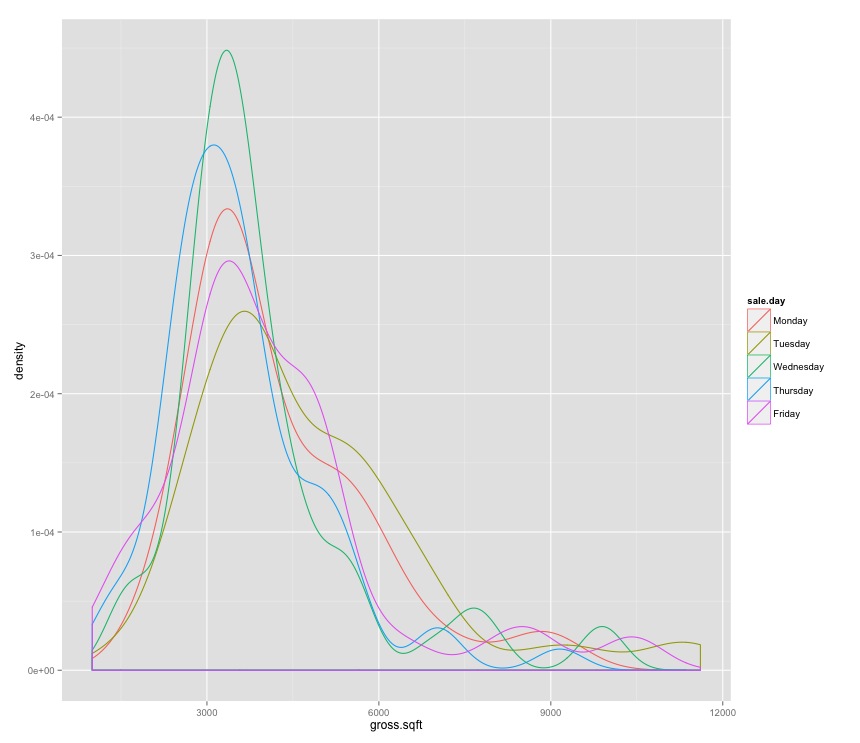 density
4e-04
3e-04
2e-04
1e-04
0e+00
3000 6000 9000 12000
gross.sqft
sale.day
Monday
Tuesday
Wednesday
Thursday
Friday